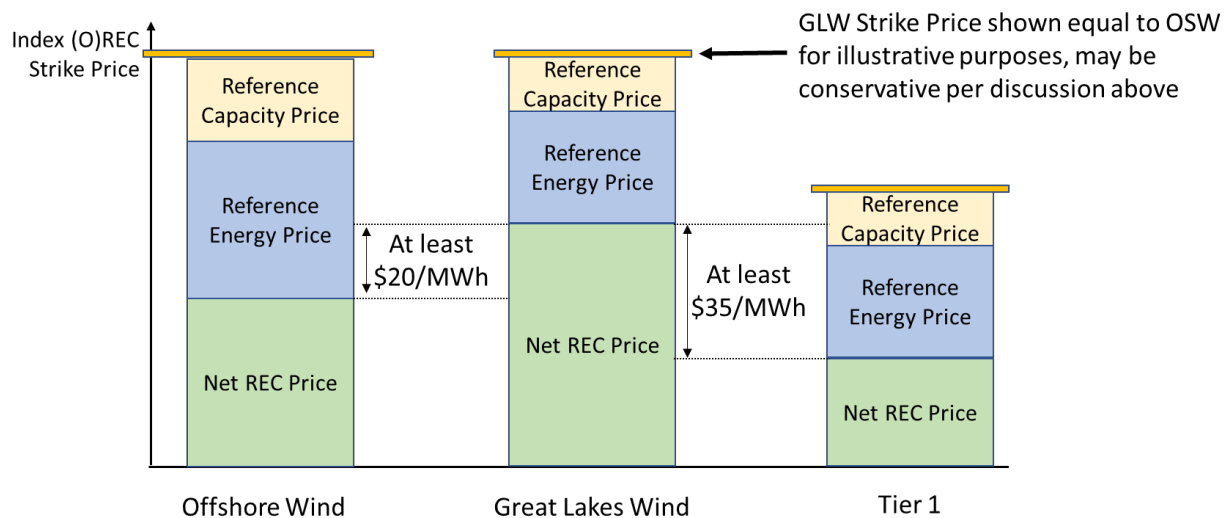 Index (O)REC
Strike Price
GLW Strike Price shown equal to OSW
for illustrative purposes, may be
conservative per discussion above
Reference
Capacity Price
Reference
Energy Price
Net REC Price
At least
$20/MWh
Reference
Capacity Price
Reference
Energy Price
Net REC Price
At least
$35/MWh
Reference
Capacity Price
Reference
Energy Price
Net REC Price
Offshore Wind
Great Lakes Wind
Tier 1